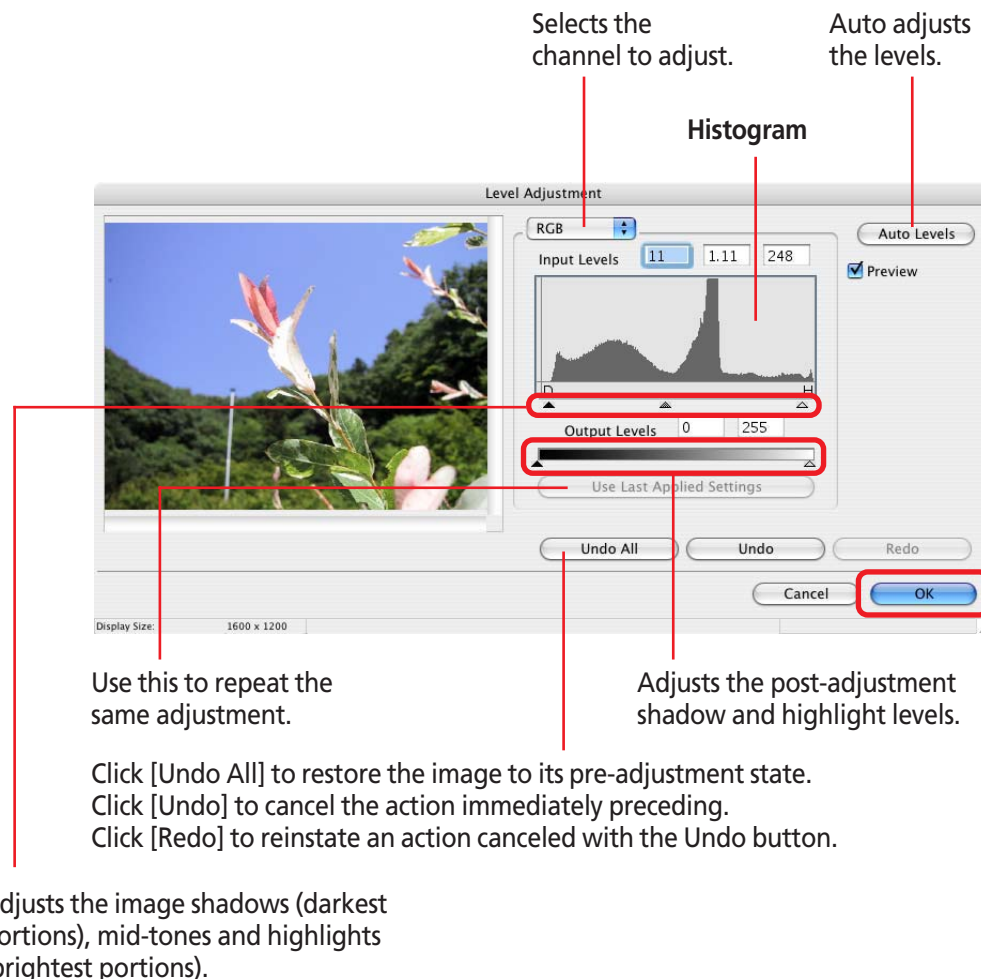 Selects the
channel to adjust.
Auto adjusts
the levels.
Histogram
Level Adjustment
RGB
Auto Levels
Input Levels 11 1.11 248
Preview
D H
Output Levels 0 255
Use Last Applied Settings
Undo All Undo Redo
Cancel OK
Display Size: 1600 x 1200
Use this to repeat the
same adjustment.
Adjusts the post-adjustment
shadow and highlight levels.
Click [Undo All] to restore the image to its pre-adjustment state.
Click [Undo] to cancel the action immediately preceding.
Click [Redo] to reinstate an action canceled with the Undo button.
djusts the image shadows (darkest
ortions), mid-tones and highlights
brightest portions).